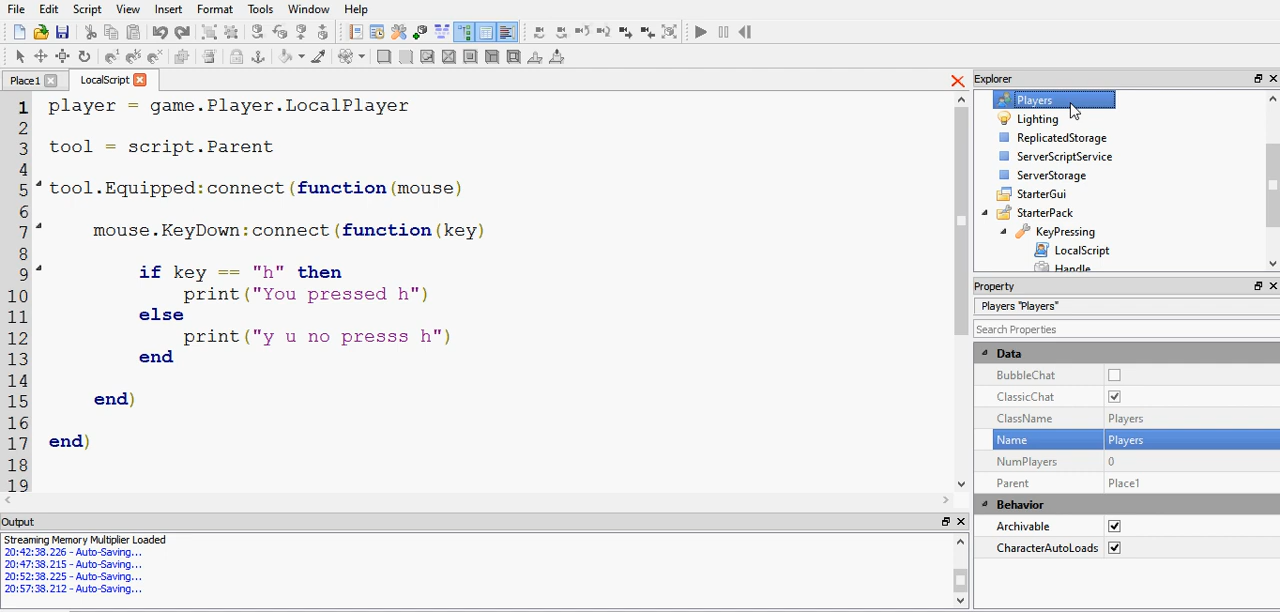 File Edit Script View Insert Format Tools Window Help
Place1 LocalScript
1 player = game.Player.LocalPlayer
2
3 tool = script.Parent
4
5 tool.Equipped:connect(function(mouse)
6
7 mouse.KeyDown:connect(function(key)
8
9 if key == "h" then
10 print("You pressed h")
11 else
12 print("y u no presss h")
13 end
14
15 end)
16
17 end)
18
19
Output
Streaming Memory Multiplier Loaded
20:42:38.226 - Auto-Saving...
20:47:38.215 - Auto-Saving...
20:52:38.225 - Auto-Saving...
20:57:38.212 - Auto-Saving...
Explorer
Players
Lighting
ReplicatedStorage
ServerScriptService
ServerStorage
StarterGui
StarterPack
KeyPressing
LocalScript
Handle
Property
Players "Players"
Search Properties
Data
BubbleChat
ClassicChat
ClassName Players
Name Players
NumPlayers 0
Parent Place1
Behavior
Archivable
CharacterAutoLoads